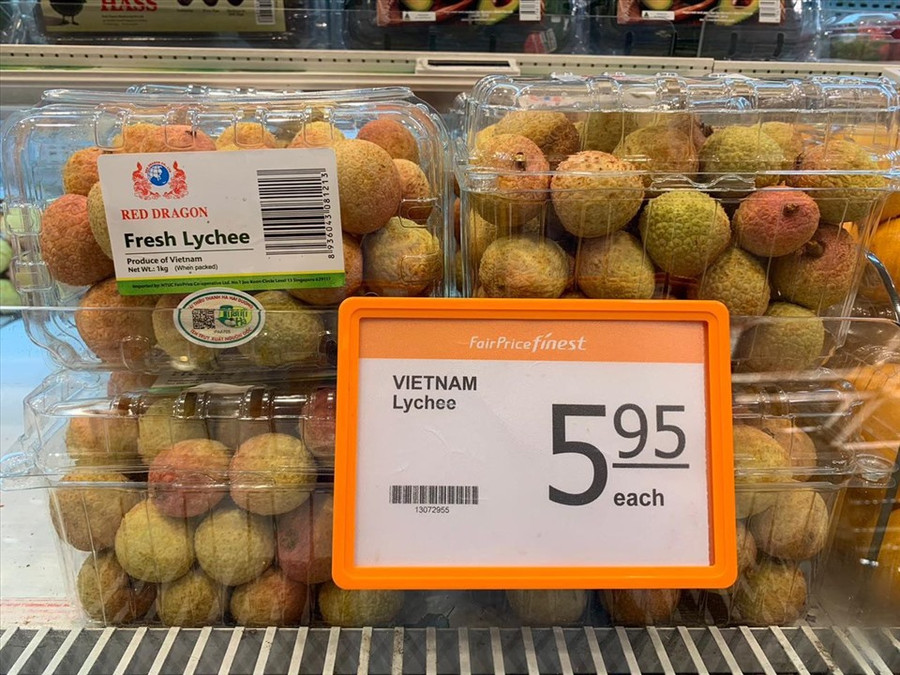 HASS
RED DRAGON
Fresh Lychee
Produce of Vietnam
Net Wt.: 1kg (When packed)
8936043081213
FairPrice finest
VIETNAM
Lychee
5 95
each
13072955